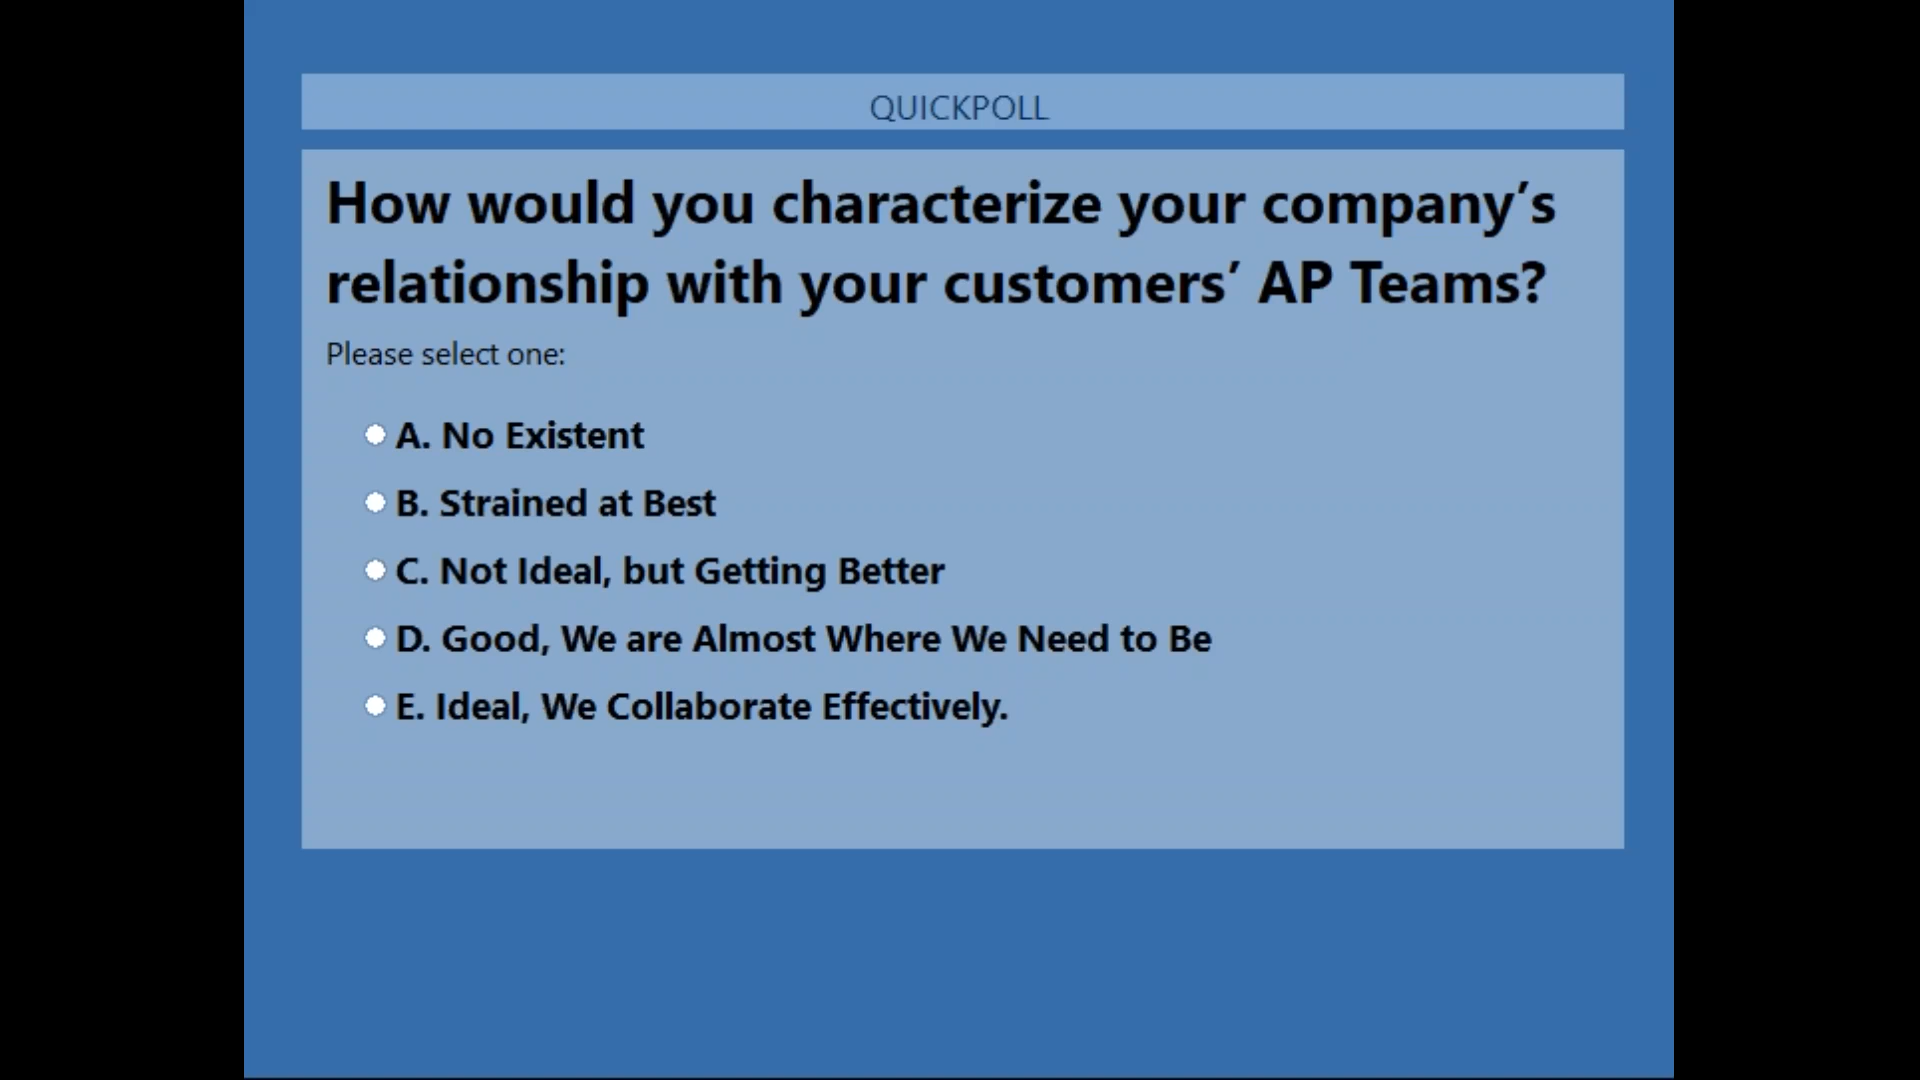 QUICKPOLL
How would you characterize your company’s
relationship with your customers’ AP Teams?
Please select one:
A. No Existent
B. Strained at Best
C. Not Ideal, but Getting Better
D. Good, We are Almost Where We Need to Be
E. Ideal, We Collaborate Effectively.